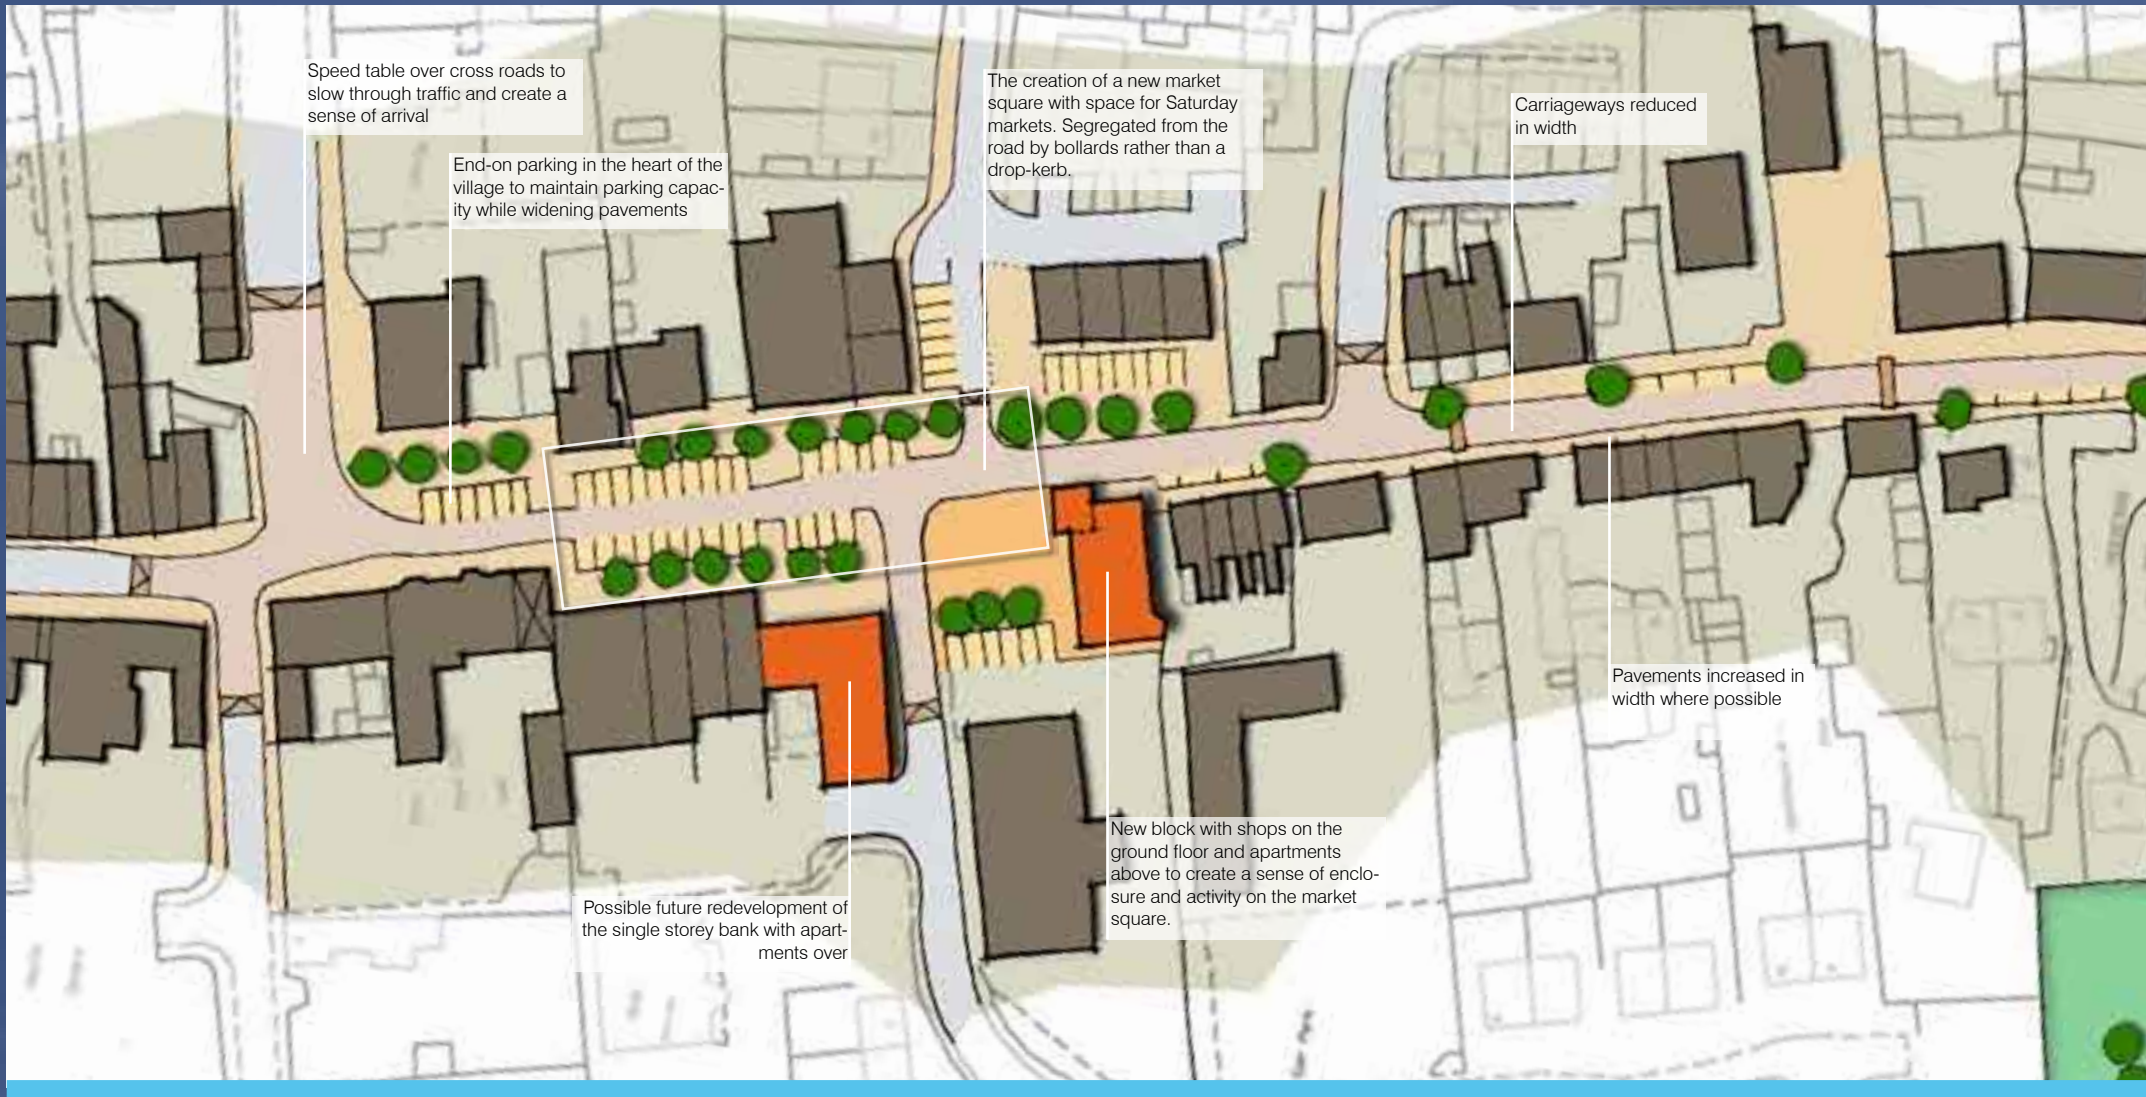 Speed table over cross roads to
slow through traffic and create a
sense of arrival
End-on parking in the heart of the
village to maintain parking capac-
ity while widening pavements
The creation of a new market
square with space for Saturday
markets. Segregated from the
road by bollards rather than a
drop-kerb.
Carriageways reduced
in width
Pavements increased in
width where possible
New block with shops on the
ground floor and apartments
above to create a sense of enclo-
sure and activity on the market
square.
Possible future redevelopment of
the single storey bank with apart-
ments over
Car Park